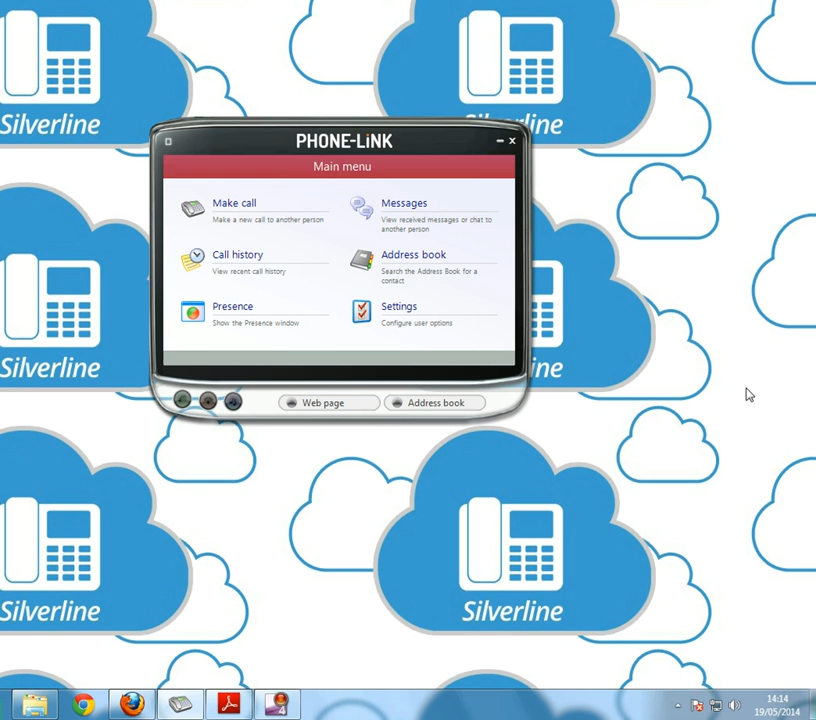 Silverline
Silverline
PHONE-LiNK
Main menu
Make call
Make a new call to another person
Messages
View received messages or chat to
another person
Call history
View recent call history
Address book
Search the Address Book for a
contact
Presence
Show the Presence window
Settings
Configure user options
Silverline
Silverline
Web page
Address book
Silverline
Silverline
4
14:14
19/05/2014